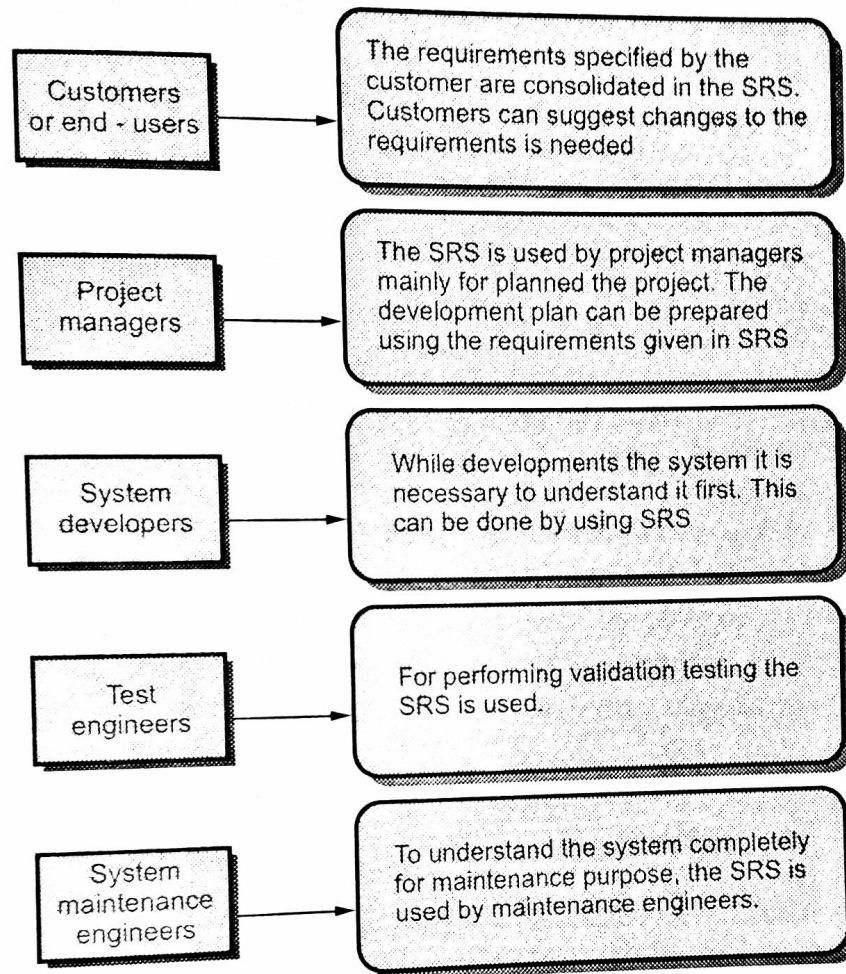 Customers
or end - users
The requirements specified by the
customer are consolidated in the SRS.
Customers can suggest changes to the
requirements is needed
Project
managers
The SRS is used by project managers
mainly for planned the project. The
development plan can be prepared
using the requirements given in SRS
System
developers
While developments the system it is
necessary to understand it first. This
can be done by using SRS
Test
engineers
For performing validation testing the
SRS is used.
System
maintenance
engineers
To understand the system completely
for maintenance purpose, the SRS is
used by maintenance engineers.